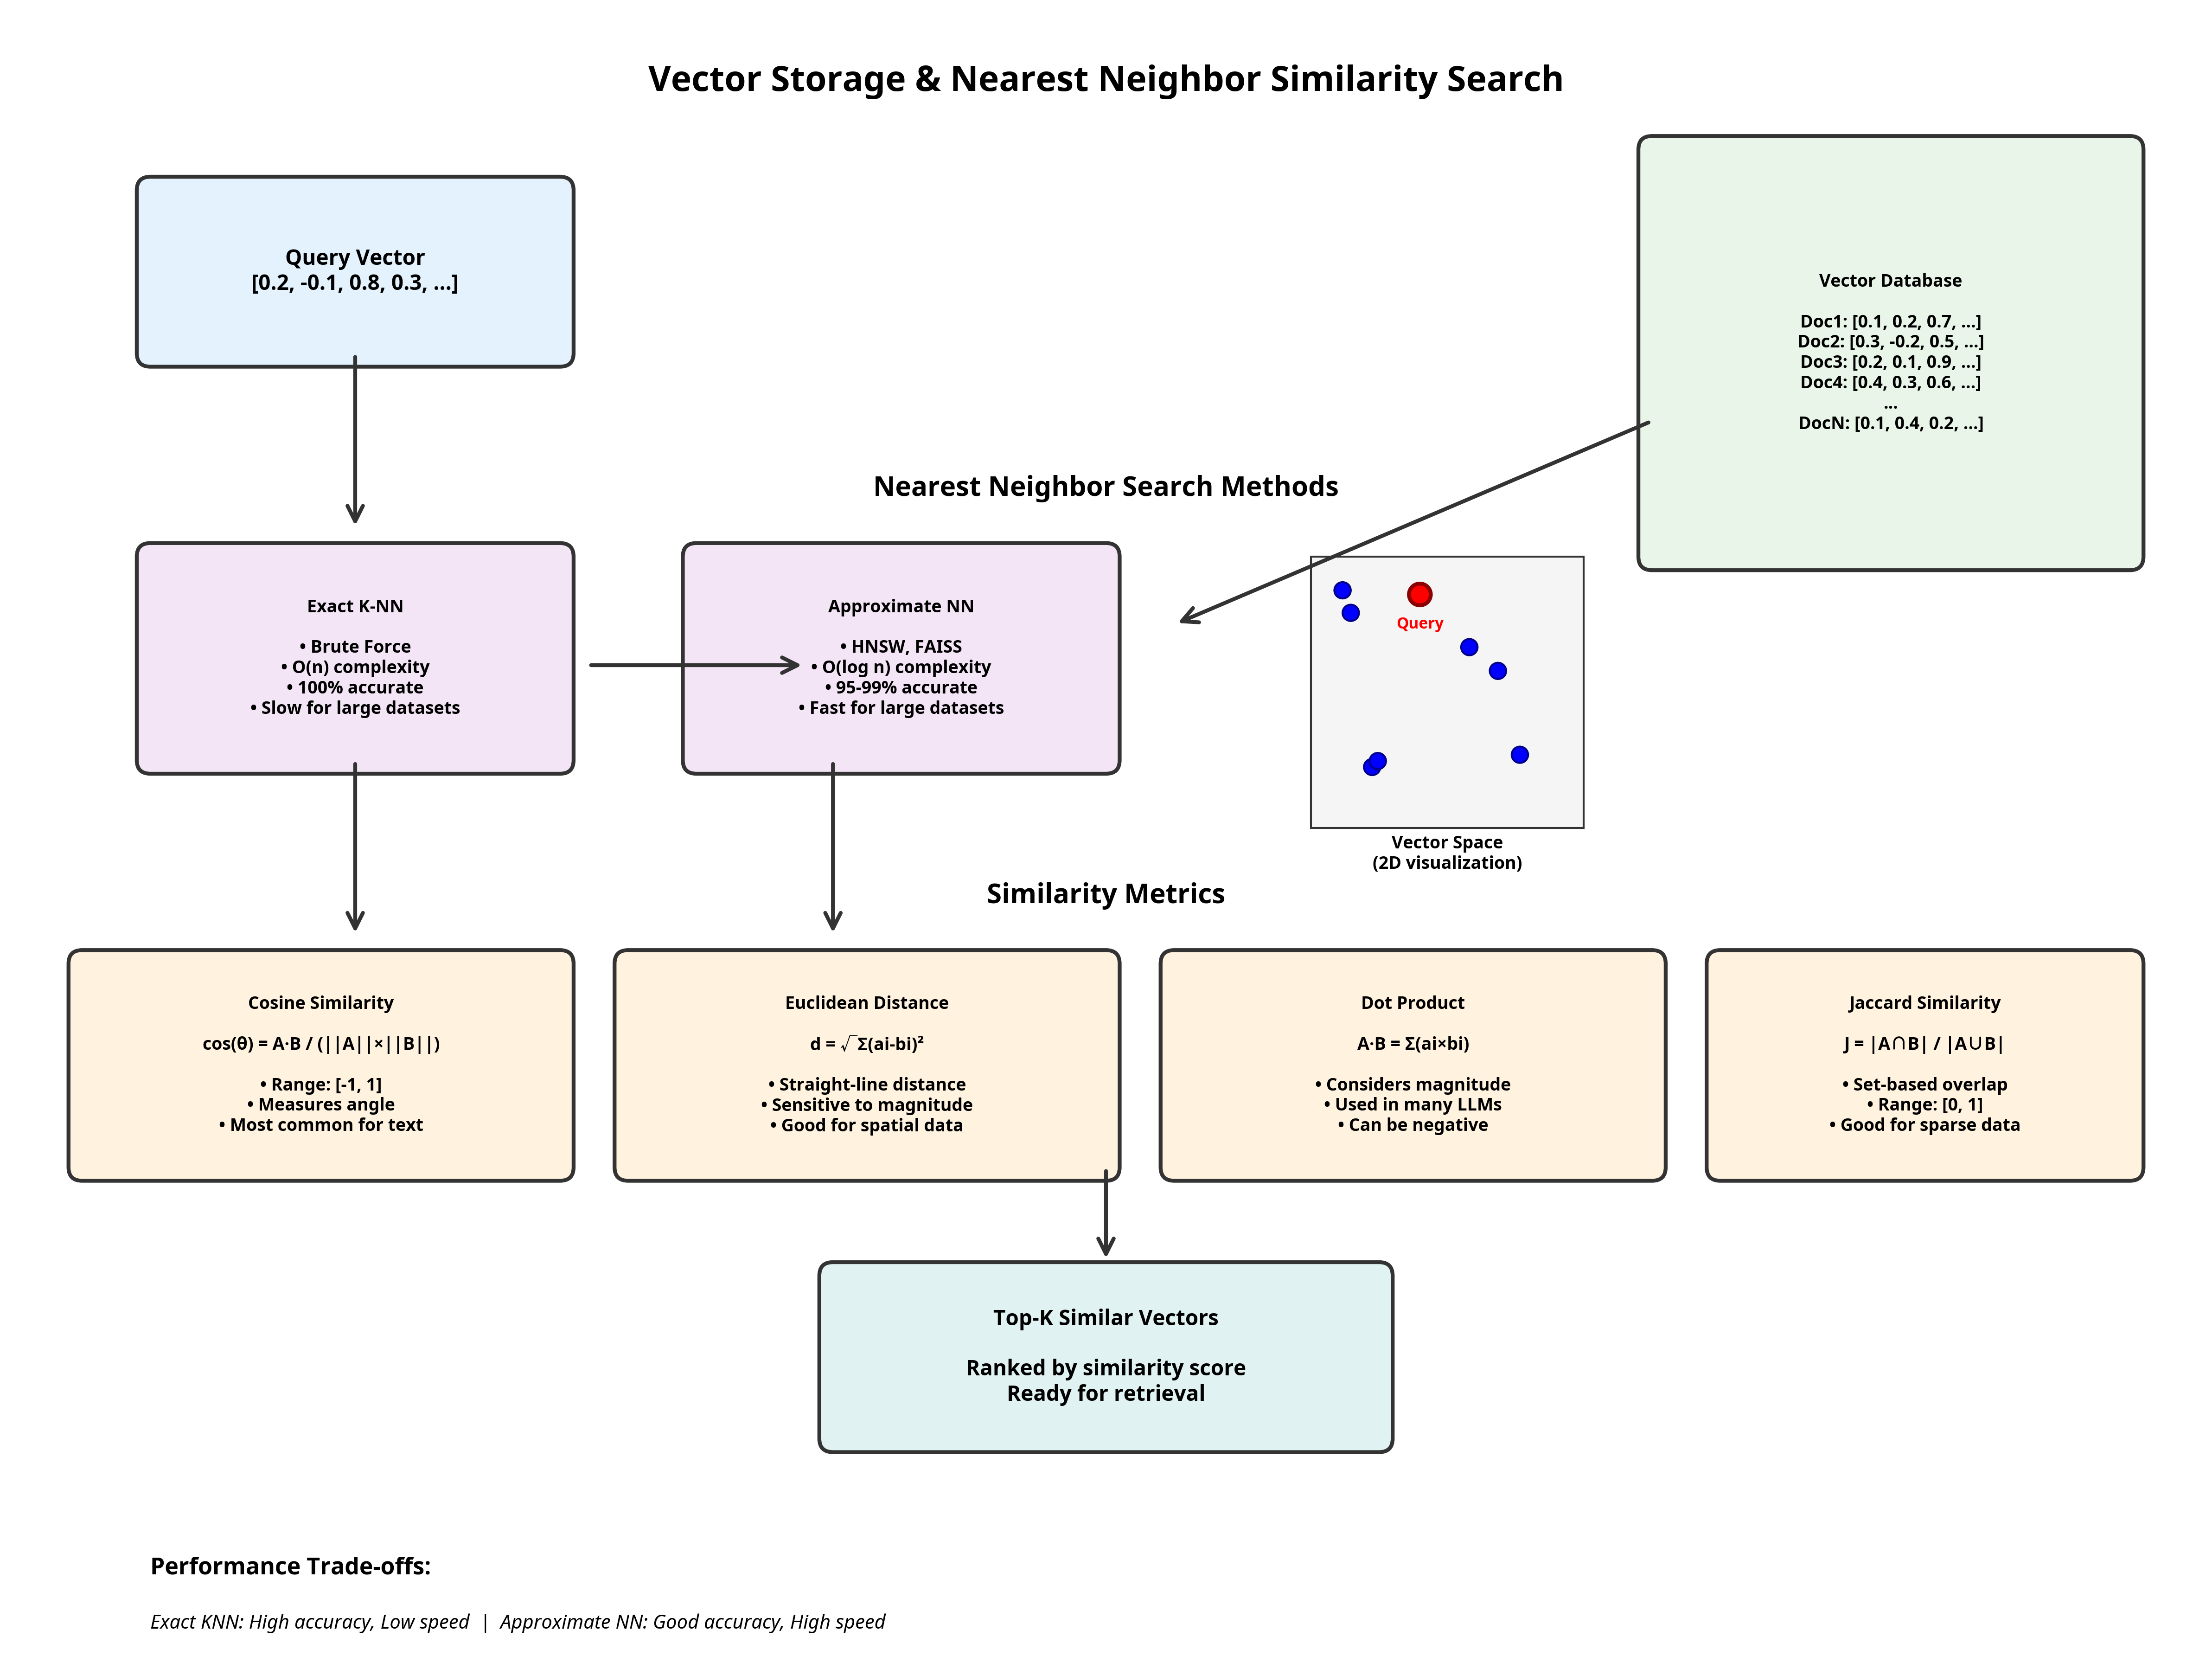 Vector Storage & Nearest Neighbor Similarity Search
Query Vector
[0.2, -0.1, 0.8, 0.3, ...]
Vector Database
Doc1: [0.1, 0.2, 0.7, ...]
Doc2: [0.3, -0.2, 0.5, ...]
Doc3: [0.2, 0.1, 0.9, ...]
Doc4: [0.4, 0.3, 0.6, ...]
...
DocN: [0.1, 0.4, 0.2, ...]
Nearest Neighbor Search Methods
Exact K-NN
• Brute Force
• O(n) complexity
• 100% accurate
• Slow for large datasets
Approximate NN
• HNSW, FAISS
• O(log n) complexity
• 95-99% accurate
• Fast for large datasets
Query
Vector Space
(2D visualization)
Similarity Metrics
Cosine Similarity
cos(θ) = A·B / (||A||×||B||)
• Range: [-1, 1]
• Measures angle
• Most common for text
Euclidean Distance
d = √Σ(ai-bi)²
• Straight-line distance
• Sensitive to magnitude
• Good for spatial data
Dot Product
A·B = Σ(ai×bi)
• Considers magnitude
• Used in many LLMs
• Can be negative
Jaccard Similarity
J = |A∩B| / |A∪B|
• Set-based overlap
• Range: [0, 1]
• Good for sparse data
Top-K Similar Vectors
Ranked by similarity score
Ready for retrieval
Performance Trade-offs:
Exact KNN: High accuracy, Low speed | Approximate NN: Good accuracy, High speed